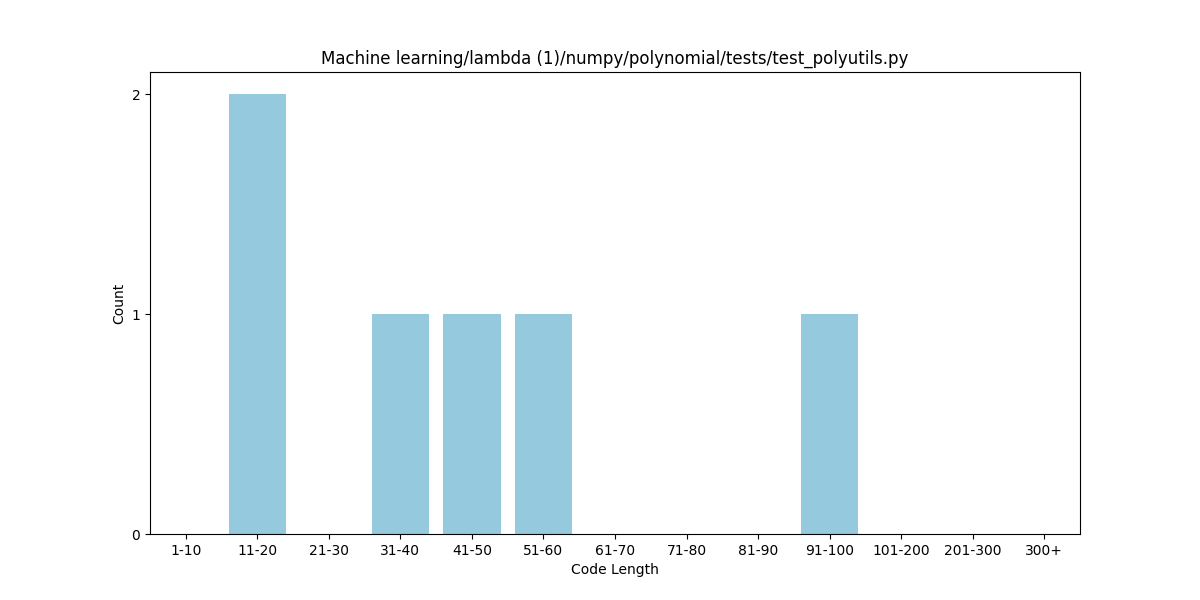 Machine learning/lambda (1)/numpy/polynomial/tests/test_polyutils.py
2
1
0
Count
1-10 11-20 21-30 31-40 41-50 51-60 61-70 71-80 81-90 91-100 101-200 201-300 300+
Code Length